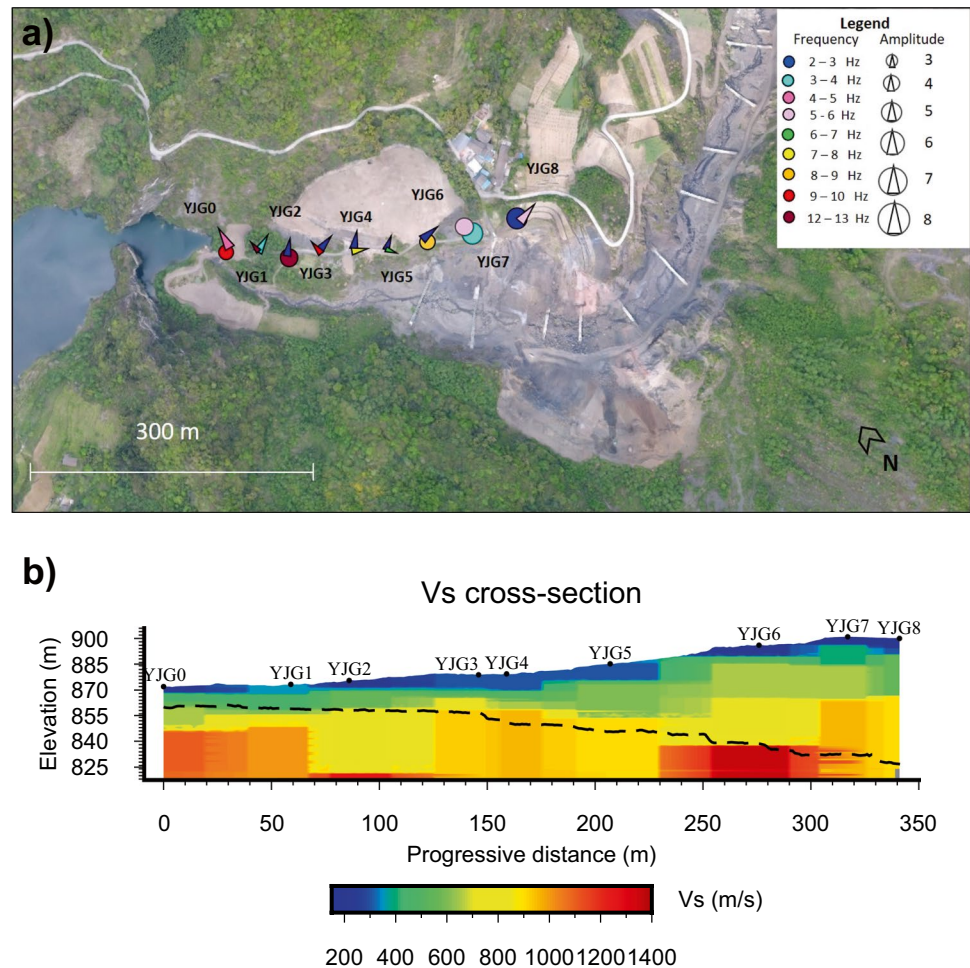 a)
Legend
Frequency Amplitude
2 – 3 Hz 3
3 – 4 Hz 4
4 – 5 Hz
5 - 6 Hz 5
6 – 7 Hz
7 – 8 Hz 6
8 – 9 Hz
9 – 10 Hz 7
12 – 13 Hz 8
YJG0
YJG1
YJG2
YJG3
YJG4
YJG5
YJG6
YJG7
YJG8
300 m
N
b)
Vs cross-section
Elevation (m)
900
885
870
855
840
825
YJG0
YJG1
YJG2
YJG3
YJG4
YJG5
YJG6
YJG7
YJG8
0 50 100 150 200 250 300 350
Progressive distance (m)
Vs (m/s)
200 400 600 800 1000 1200 1400